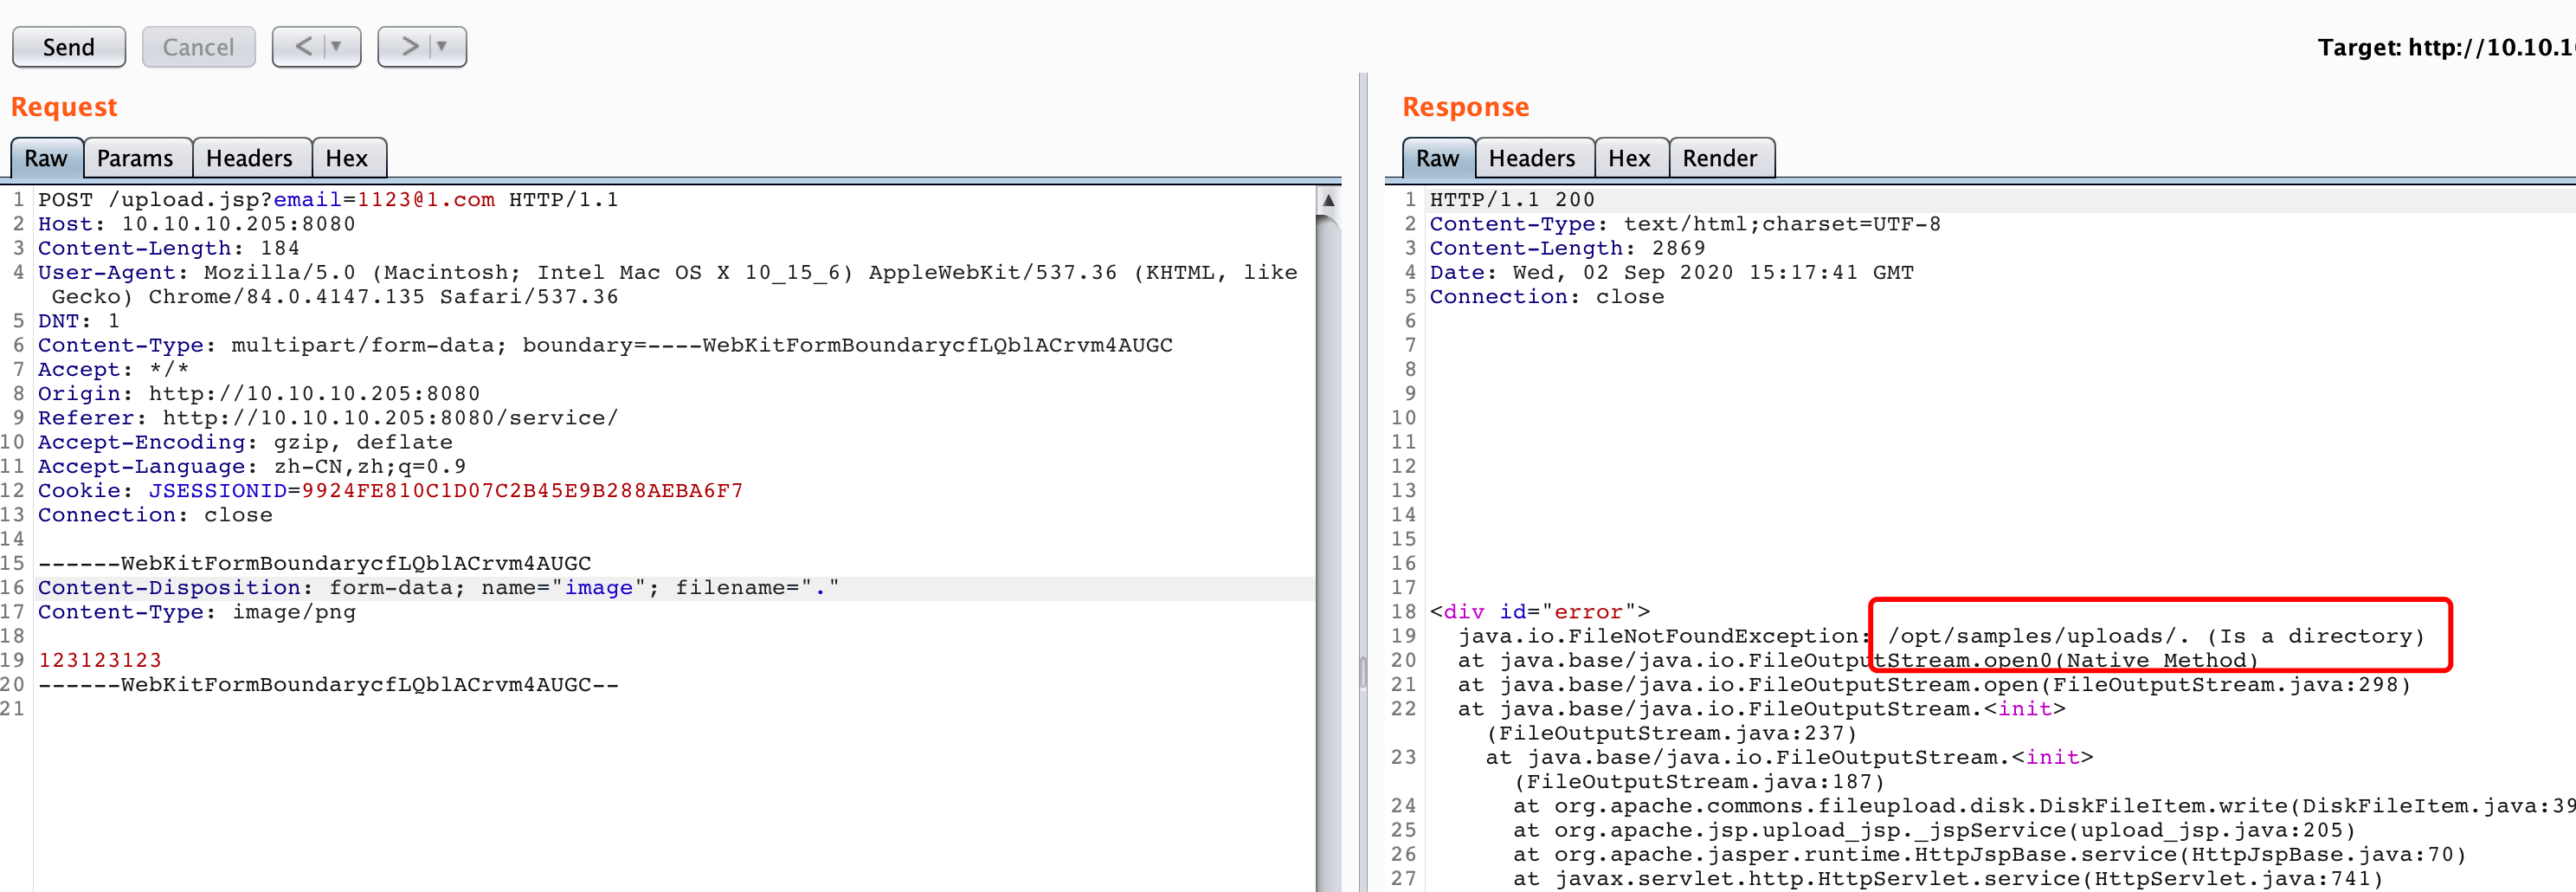 Send Cancel < ▼ > ▼
Target: http://10.10.1
Request
Raw Params Headers Hex
1 POST /upload.jsp?email=1123@1.com HTTP/1.1
2 Host: 10.10.10.205:8080
3 Content-Length: 184
4 User-Agent: Mozilla/5.0 (Macintosh; Intel Mac OS X 10_15_6) AppleWebKit/537.36 (KHTML, like
Gecko) Chrome/84.0.4147.135 Safari/537.36
5 DNT: 1
6 Content-Type: multipart/form-data; boundary=----WebKitFormBoundarycfLQblACrvm4AUGC
7 Accept: */*
8 Origin: http://10.10.10.205:8080
9 Referer: http://10.10.10.205:8080/service/
10 Accept-Encoding: gzip, deflate
11 Accept-Language: zh-CN,zh;q=0.9
12 Cookie: JSESSIONID=9924FE810C1D07C2B45E9B288AEBA6F7
13 Connection: close
14
15 ------WebKitFormBoundarycfLQblACrvm4AUGC
16 Content-Disposition: form-data; name="image"; filename="."
17 Content-Type: image/png
18
19 123123123
20 ------WebKitFormBoundarycfLQblACrvm4AUGC--
21
Response
Raw Headers Hex Render
1 HTTP/1.1 200
2 Content-Type: text/html;charset=UTF-8
3 Content-Length: 2869
4 Date: Wed, 02 Sep 2020 15:17:41 GMT
5 Connection: close
6
7
8
9
10
11
12
13
14
15
16
17
18 <div id="error">
19 java.io.FileNotFoundException: /opt/samples/uploads/. (Is a directory)
20 at java.base/java.io.FileOutputStream.open0(Native Method)
21 at java.base/java.io.FileOutputStream.open(FileOutputStream.java:298)
22 at java.base/java.io.FileOutputStream.<init>
(FileOutputStream.java:237)
23 at java.base/java.io.FileOutputStream.<init>
(FileOutputStream.java:187)
24 at org.apache.commons.fileupload.disk.DiskFileItem.write(DiskFileItem.java:39
25 at org.apache.jsp.upload_jsp._jspService(upload_jsp.java:205)
26 at org.apache.jasper.runtime.HttpJspBase.service(HttpJspBase.java:70)
27 at javax.servlet.http.HttpServlet.service(HttpServlet.java:741)